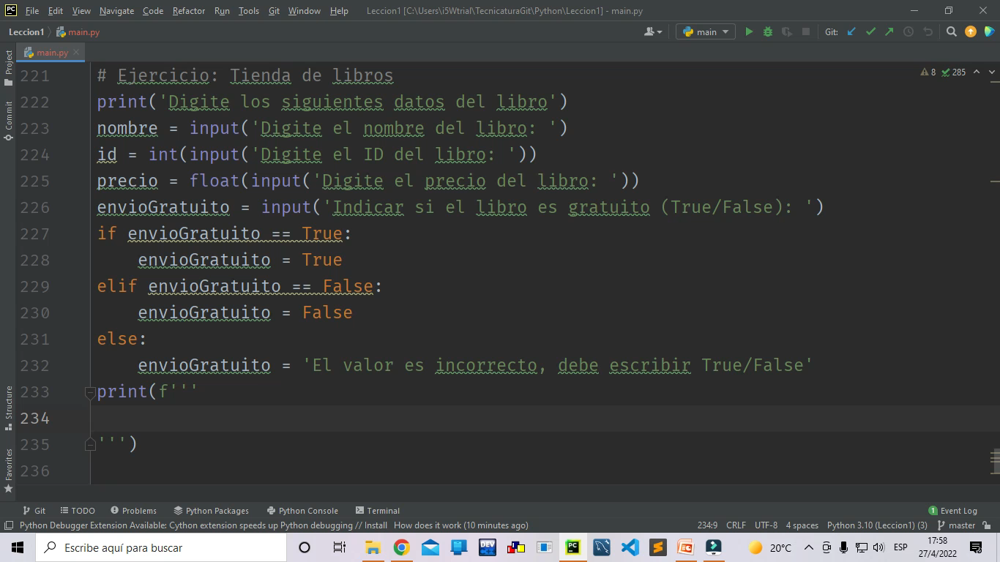 File Edit View Navigate Code Refactor Run Tools Git Window Help Leccion1 [C:\Users\i5Wtrial\TecnicaturaGit\Python\Leccion1] - main.py
Leccion1 main.py main Git:
main.py
Project
Commit
Structure
Favorites
8 285
221 # Ejercicio: Tienda de libros
222 print('Digite los siguientes datos del libro')
223 nombre = input('Digite el nombre del libro: ')
224 id = int(input('Digite el ID del libro: '))
225 precio = float(input('Digite el precio del libro: '))
226 envioGratuito = input('Indicar si el libro es gratuito (True/False): ')
227 if envioGratuito == True:
228     envioGratuito = True
229 elif envioGratuito == False:
230     envioGratuito = False
231 else:
232     envioGratuito = 'El valor es incorrecto, debe escribir True/False'
233 print(f'''
234
235 ''')
236
Git TODO Problems Python Packages Python Console Terminal 1 Event Log
Python Debugger Extension Available: Cython extension speeds up Python debugging // Install How does it work (10 minutes ago) 234:9 CRLF UTF-8 4 spaces Python 3.10 (Leccion1) (3) master
Escribe aquí para buscar DEV C++ PC 20°C ESP 17:58
27/4/2022